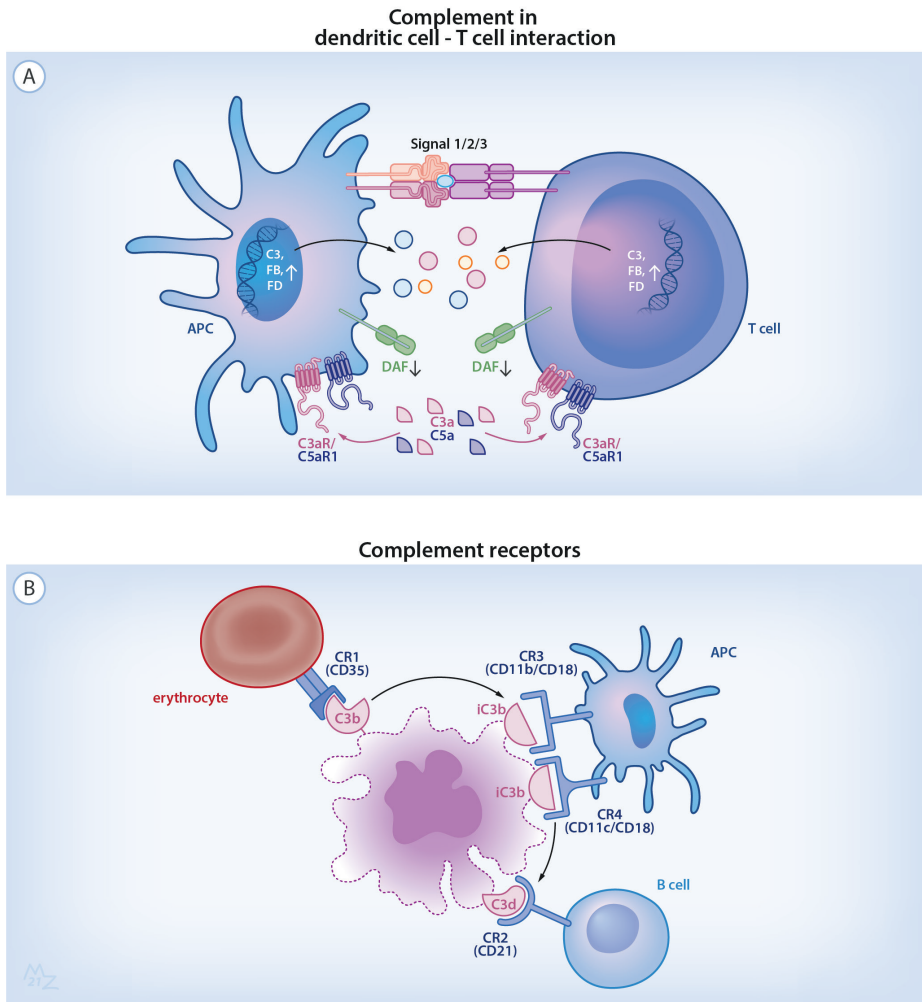 Complement in
dendritic cell - T cell interaction
A
Signal 1/2/3
C3,
FB,
FD
C3,
FB,
FD
APC
T cell
DAF
DAF
C3a
C5a
C3aR/
C5aR1
C3aR/
C5aR1
Complement receptors
B
CR1
(CD35)
CR3
(CD11b/CD18)
APC
erythrocyte
C3b
iC3b
iC3b
CR4
(CD11c/CD18)
B cell
C3d
CR2
(CD21)
MZ
21